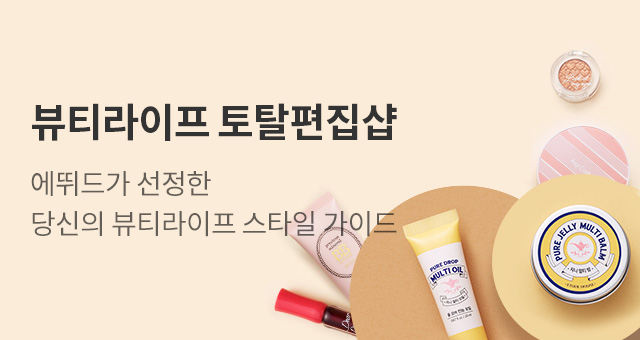 뷰티라이프 토탈편집샵
에뛰드가 선정한
당신의 뷰티라이프 스타일 가이드
PURE DROP
MULTI OIL
PURE JELLY MULTI BALM
ETUDE HOUSE